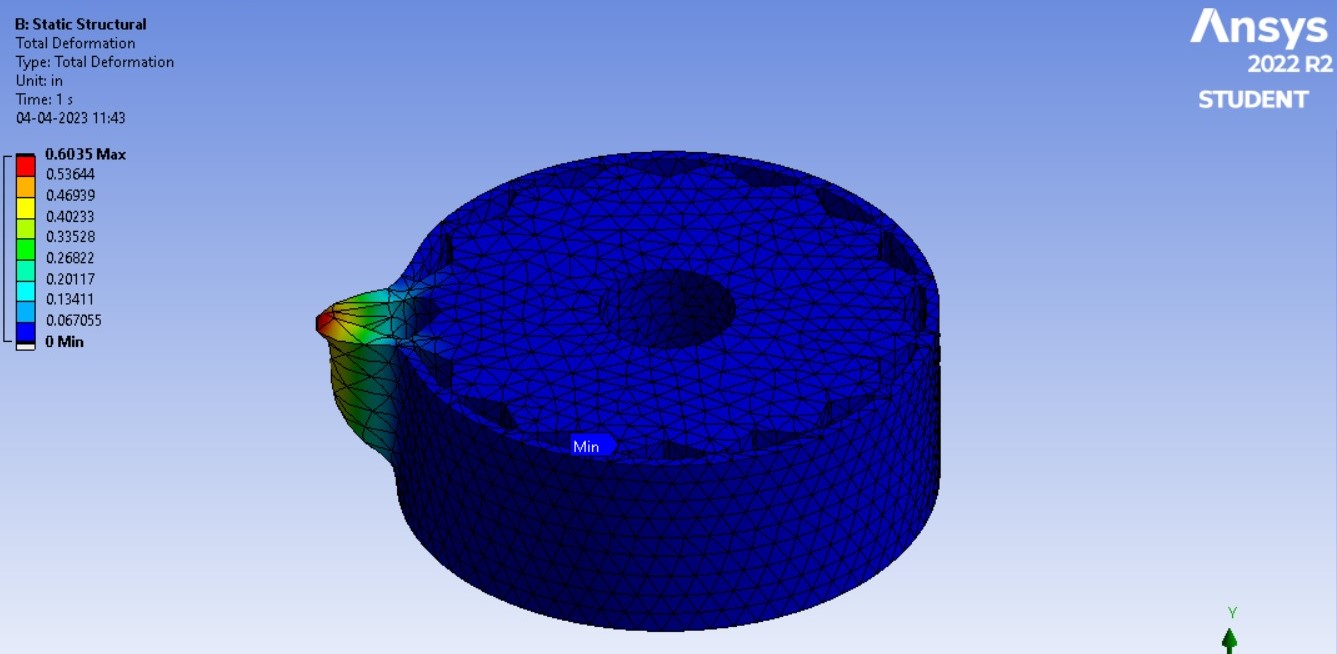 B: Static Structural
Total Deformation
Type: Total Deformation
Unit: in
Time: 1 s
04-04-2023 11:43
0.6035 Max
0.53644
0.46939
0.40233
0.33528
0.26822
0.20117
0.13411
0.067055
0 Min
Ansys
2022 R2
STUDENT
Min
Y